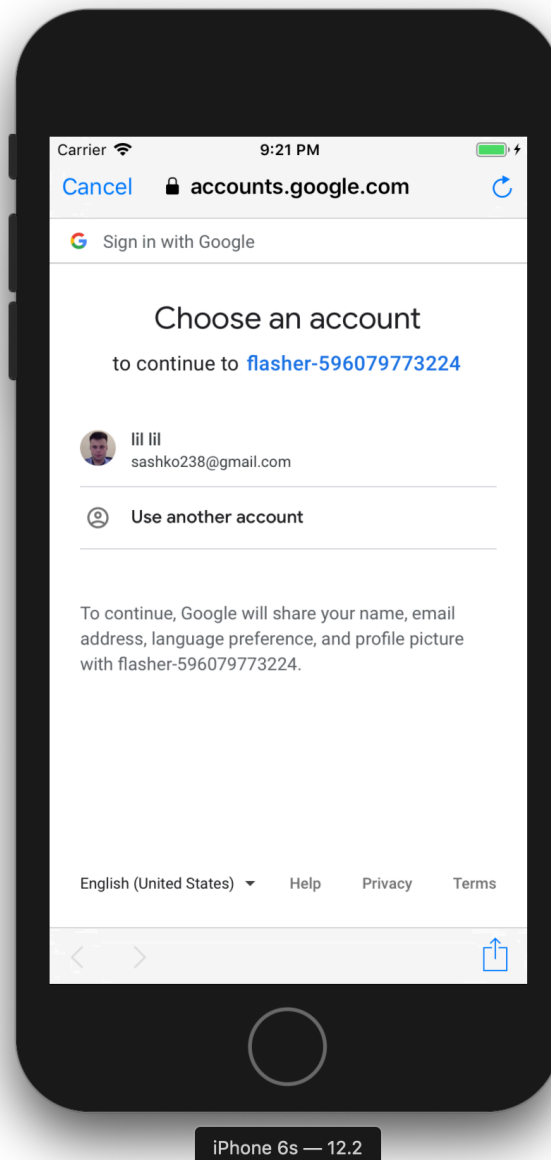 Carrier 9:21 PM
Cancel accounts.google.com
Sign in with Google
Choose an account
to continue to flasher-596079773224
lil lil
sashko238@gmail.com
Use another account
To continue, Google will share your name, email
address, language preference, and profile picture
with flasher-596079773224.
English (United States) Help Privacy Terms
iPhone 6s — 12.2